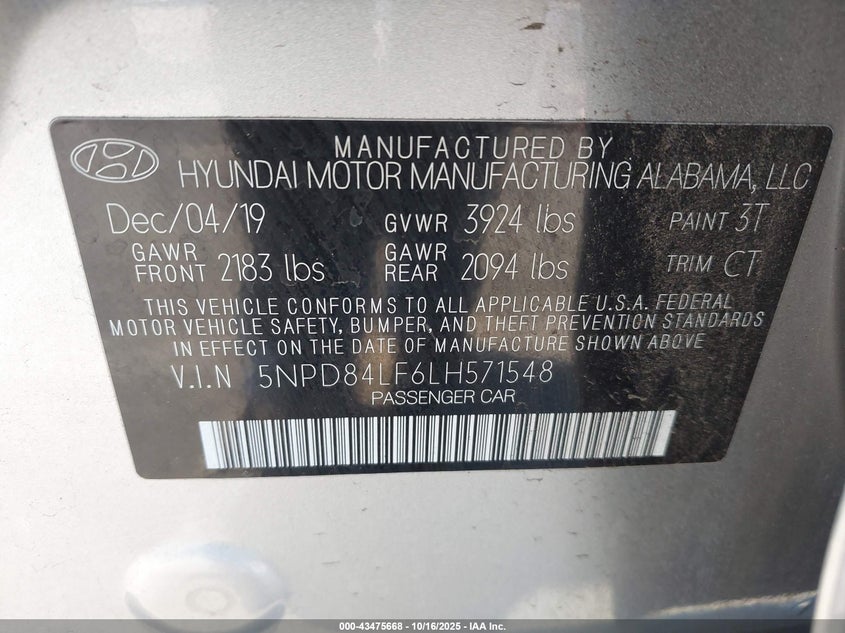 MANUFACTURED BY
HYUNDAI MOTOR MANUFACTURING ALABAMA, LLC
Dec/04/19 GVWR 3924 lbs PAINT 3T
GAWR FRONT 2183 lbs GAWR REAR 2094 lbs TRIM CT
THIS VEHICLE CONFORMS TO ALL APPLICABLE U.S.A. FEDERAL
MOTOR VEHICLE SAFETY, BUMPER, AND THEFT PREVENTION STANDARDS
IN EFFECT ON THE DATE OF MANUFACTURE SHOWN ABOVE
V.I.N 5NPD84LF6LH571548
PASSENGER CAR
000-43475668 - 10/16/2025 - IAA Inc.